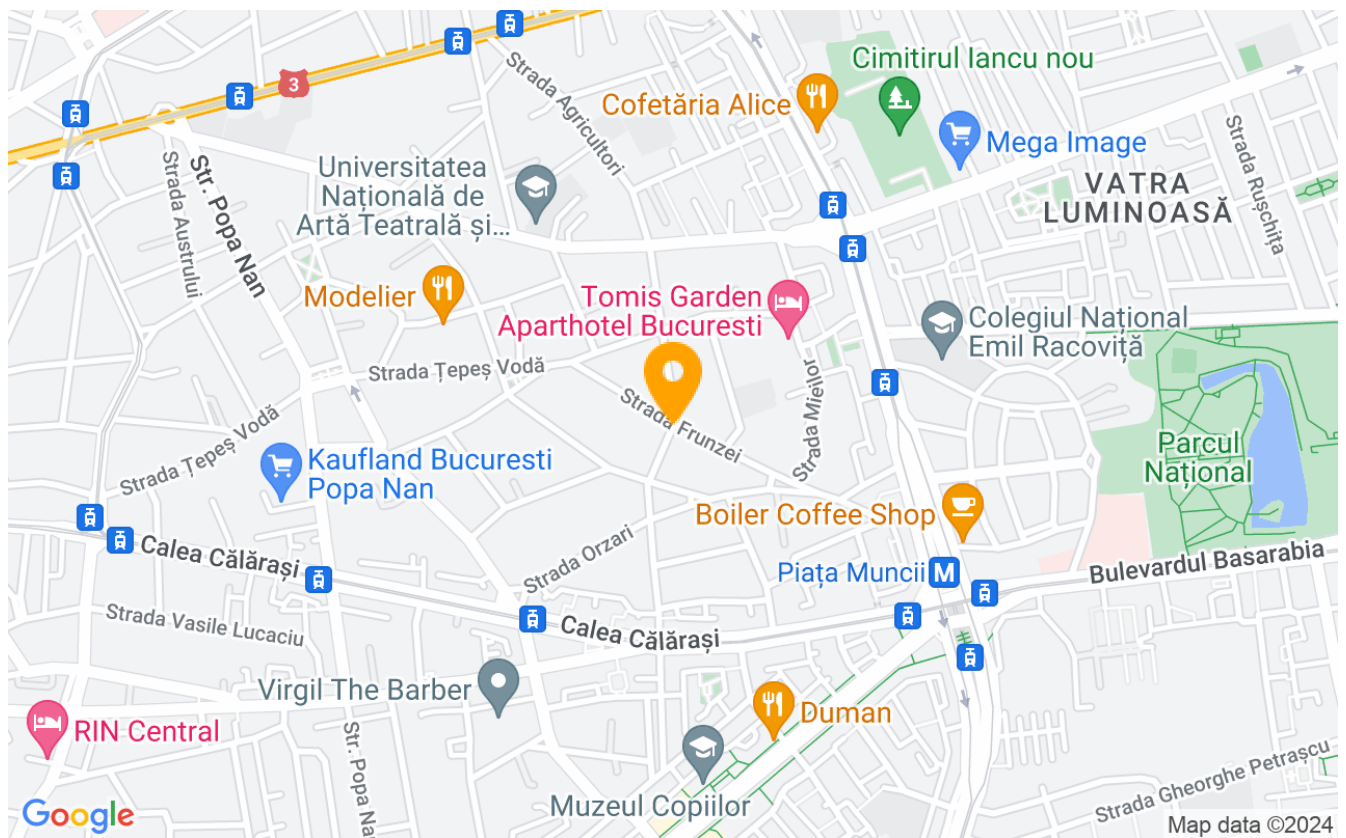 Cimitirul Iancu nou
3
Strada Agricultori
Cofetăria Alice
Mega Image
Strada Rușchița
Universitatea
Națională de
Artă Teatrală și...
Str. Popa Nan
Strada Austrului
VATRA
LUMINOASĂ
Modelier
Tomis Garden
Aparthotel Bucuresti
Colegiul Național
Emil Racoviță
Strada Țepeș Vodă
Strada Mieilor
Strada Frunzei
Strada Țepeș Vodă
Kaufland Bucuresti
Popa Nan
Parcul
Național
Boiler Coffee Shop
Calea Călărași
Strada Orzari
Piața Muncii M
Bulevardul Basarabia
Strada Vasile Lucaciu
Calea Călărași
Virgil The Barber
RIN Central
Duman
Str. Popa Na
Muzeul Copiilor
Strada Gheorghe Petrașcu
Google
Map data ©2024